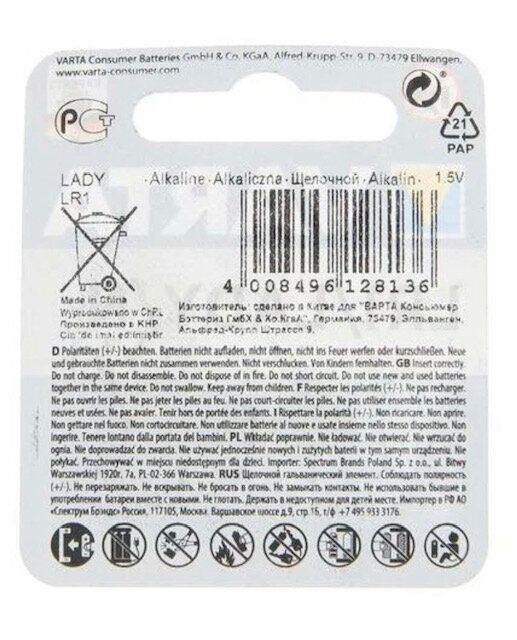 VARTA Consumer Batteries GmbH & Co. KGaA, Alfred-Krupp-Str. 9, D-73479 Ellwangen.
www.varta-consumer.com
РСТ
21
PAP
LADY
LR1
Alkaline · Alkaliczna · Щелочной · Alkalin · 1.5V
4 008496 128136
Made in China
Wyprodukowano w ChRL
Произведено в КНР
Изготовитель: сделано в Китае для "ВАРТА Консьюмер
Бэттериз ГмбХ & Ко.КгаА", Германия, 73479, Элльванген,
Альфрэд-Крупп Штрассе 9.
D Polaritäten (+/-) beachten. Batterien nicht aufladen, nicht öffnen, nicht ins Feuer werfen oder kurzschließen. Neue
und gebrauchte Batterien nicht zusammen verwenden. Nicht verschlucken. Von Kindern fernhalten. GB Insert correctly.
Do not charge. Do not open. Do not dispose of in fire. Do not short circuit. Do not use new and used batteries
together in the same device. Do not swallow. Keep away from children. F Respecter les polarités (+/-). Ne pas recharger.
Ne pas ouvrir. Ne pas jeter les piles au feu. Ne pas court-circuiter les piles. Ne pas utiliser ensemble les batteries
neuves et usées. Ne pas avaler. Tenir hors de portée des enfants. I Rispettare la polarità (+/-). Non ricaricare. Non aprire.
Non gettare nel fuoco. Non cortocircuitare. Non utilizzare batterie al nuovo e usate insieme nello stesso dispositivo. Non
ingerire. Tenere lontano dalla portata dei bambini. PL Wkładać poprawnie. Nie ładować. Nie otwierać. Nie wrzucać do
ognia. Nie doprowadzać do zwarcia. Nie używać jednocześnie nowych i zużytych baterii w tym samym urządzeniu. Nie
połykać. Przechowywać w miejscu niedostępnym dla dzieci. Importer: Spectrum Brands Poland Sp. z o.o., ul. Bitwy
Warszawskiej 1920r. 7a, PL-02-366 Warszawa. RUS Щелочной гальванический элемент. Соблюдать полярность
(+/-). Не перезаряжать. Не вскрывать. Не бросать в огонь. Не замыкать контакты. Не использовать бывшие в
употреблении батареи вместе с новыми. Не глотать. Держать в недоступном для детей месте. Импортер в РФ АО
«Спектрум Брэндс» Россия, 117105, Москва. Варшавское шоссе д.9, стр. 1Б, т/ф +7 495 933 3176.